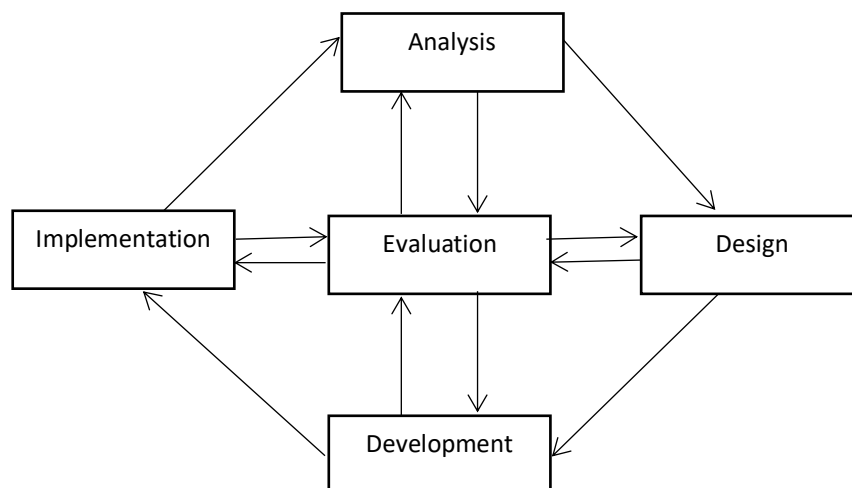 Analysis
Implementation
Evaluation
Design
Development